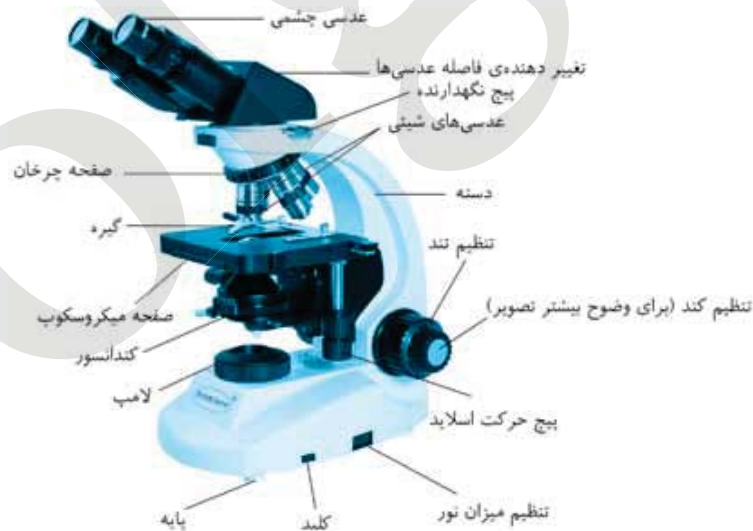 عدسی چشمی
تغییر دهنده‌ی فاصله عدسی‌ها
پیچ نگهدارنده
عدسی‌های شیئی
صفحه چرخان
دسته
گیره
تنظیم تند
تنظیم کند (برای وضوح بیشتر تصویر)
صفحه میکروسکوپ
کندانسور
لامپ
پیچ حرکت اسلاید
تنظیم میزان نور
کلید
پایه